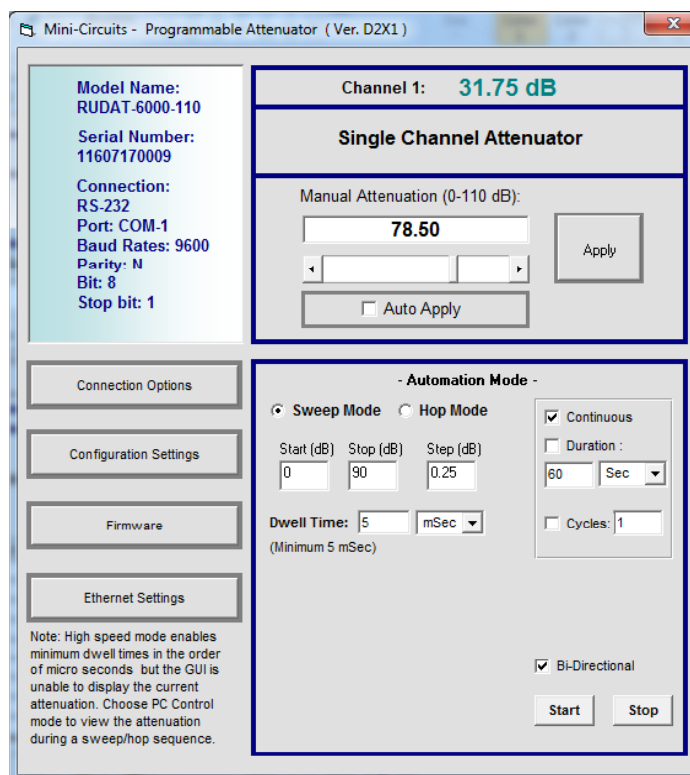 Mini-Circuits - Programmable Attenuator ( Ver. D2X1 )
Model Name:
RUDAT-6000-110
Serial Number:
11607170009
Connection:
RS-232
Port: COM-1
Baud Rates: 9600
Parity: N
Bit: 8
Stop bit: 1
Channel 1: 31.75 dB
Single Channel Attenuator
Manual Attenuation (0-110 dB):
78.50
Apply
Auto Apply
Connection Options
Configuration Settings
Firmware
Ethernet Settings
Note: High speed mode enables
minimum dwell times in the order
of micro seconds but the GUI is
unable to display the current
attenuation. Choose PC Control
mode to view the attenuation
during a sweep/hop sequence.
- Automation Mode -
Sweep Mode Hop Mode
Start (dB) Stop (dB) Step (dB)
0 90 0.25
Dwell Time: 5 mSec
(Minimum 5 mSec)
Continuous
Duration :
60 Sec
Cycles: 1
Bi-Directional
Start Stop